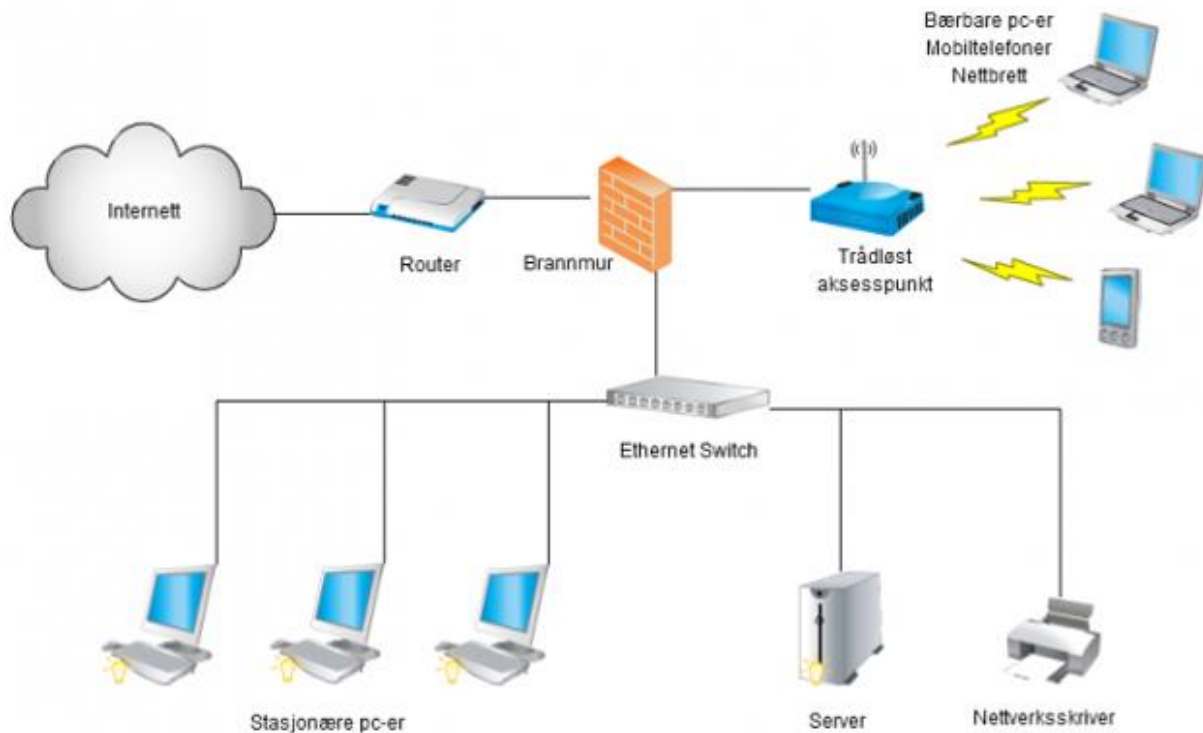 Bærbare pc-er
Mobiltelefoner
Nettbrett
Internett
Router
Brannmur
Trådløst
aksesspunkt
Ethernet Switch
Stasjonære pc-er
Server
Nettverksskriver